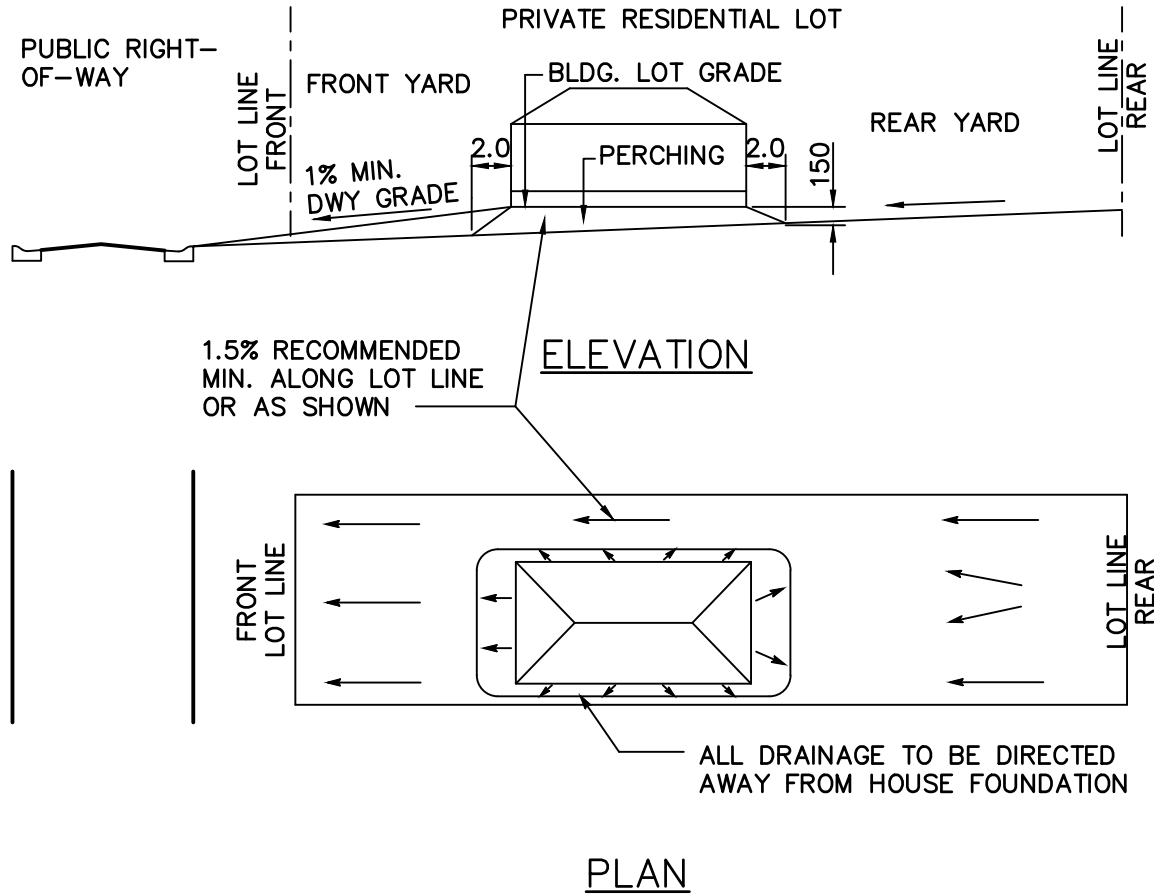 PRIVATE RESIDENTIAL LOT
PUBLIC RIGHT-
OF-WAY
LOT LINE
FRONT
FRONT YARD
BLDG. LOT GRADE
REAR YARD
LOT LINE
REAR
2.0
PERCHING
2.0
150
1% MIN.
DWY GRADE
1.5% RECOMMENDED
MIN. ALONG LOT LINE
OR AS SHOWN
ELEVATION
FRONT
LOT LINE
LOT LINE
REAR
ALL DRAINAGE TO BE DIRECTED
AWAY FROM HOUSE FOUNDATION
PLAN